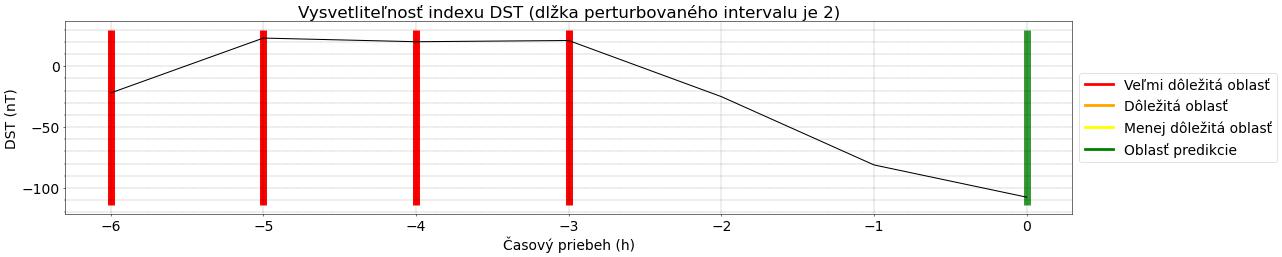 Vysvetliteľnosť indexu DST (dlžka perturbovaného intervalu je 2)
DST (nT)
0
−50
−100
−6 −5 −4 −3 −2 −1 0
Časový priebeh (h)
Veľmi dôležitá oblasť
Dôležitá oblasť
Menej dôležitá oblasť
Oblasť predikcie